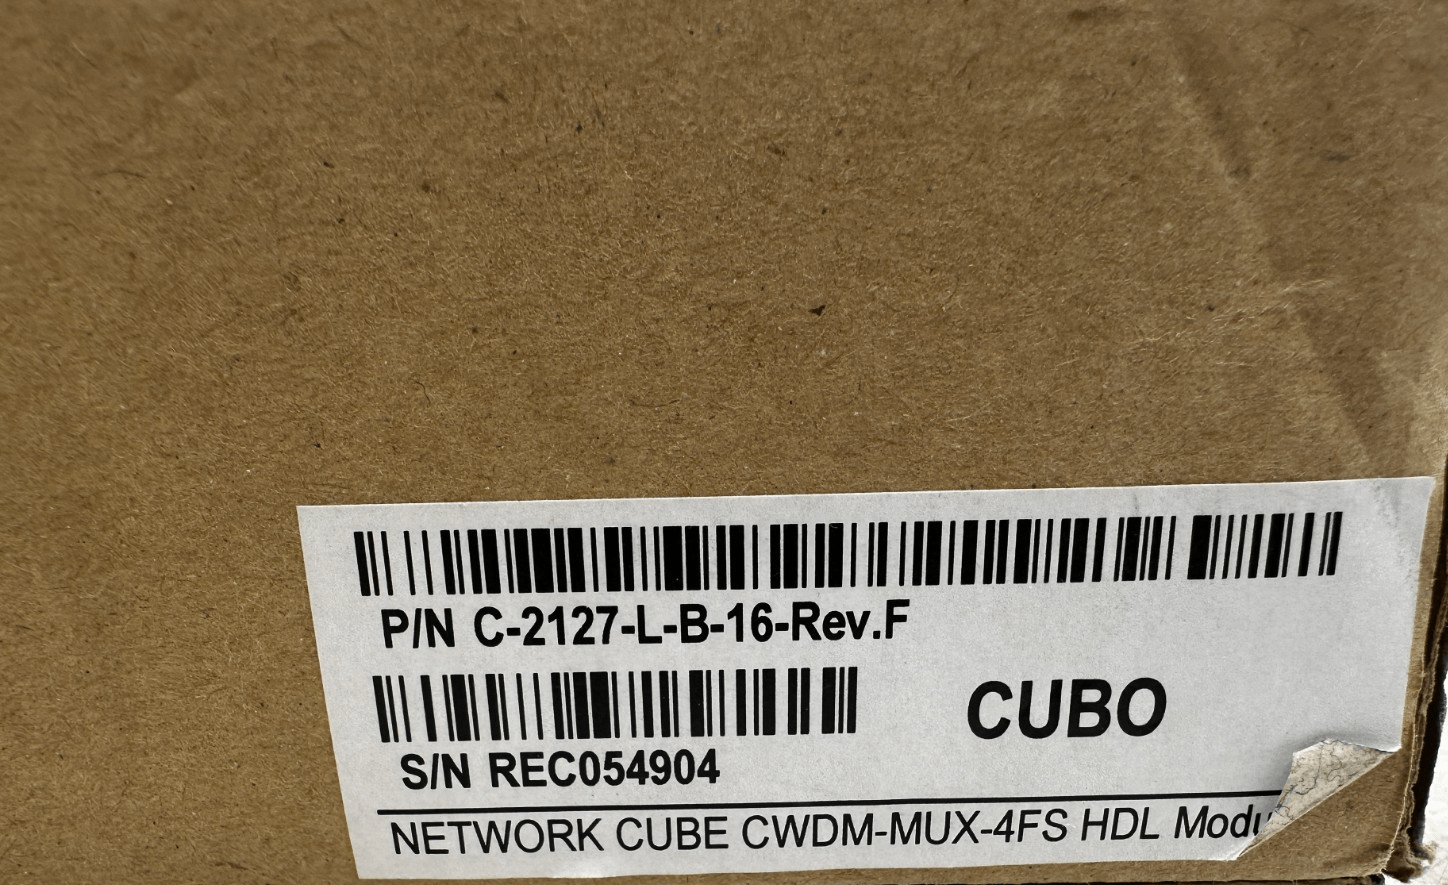 P/N C-2127-L-B-16-Rev.F
CUBO
S/N REC054904
NETWORK CUBE CWDM-MUX-4FS HDL